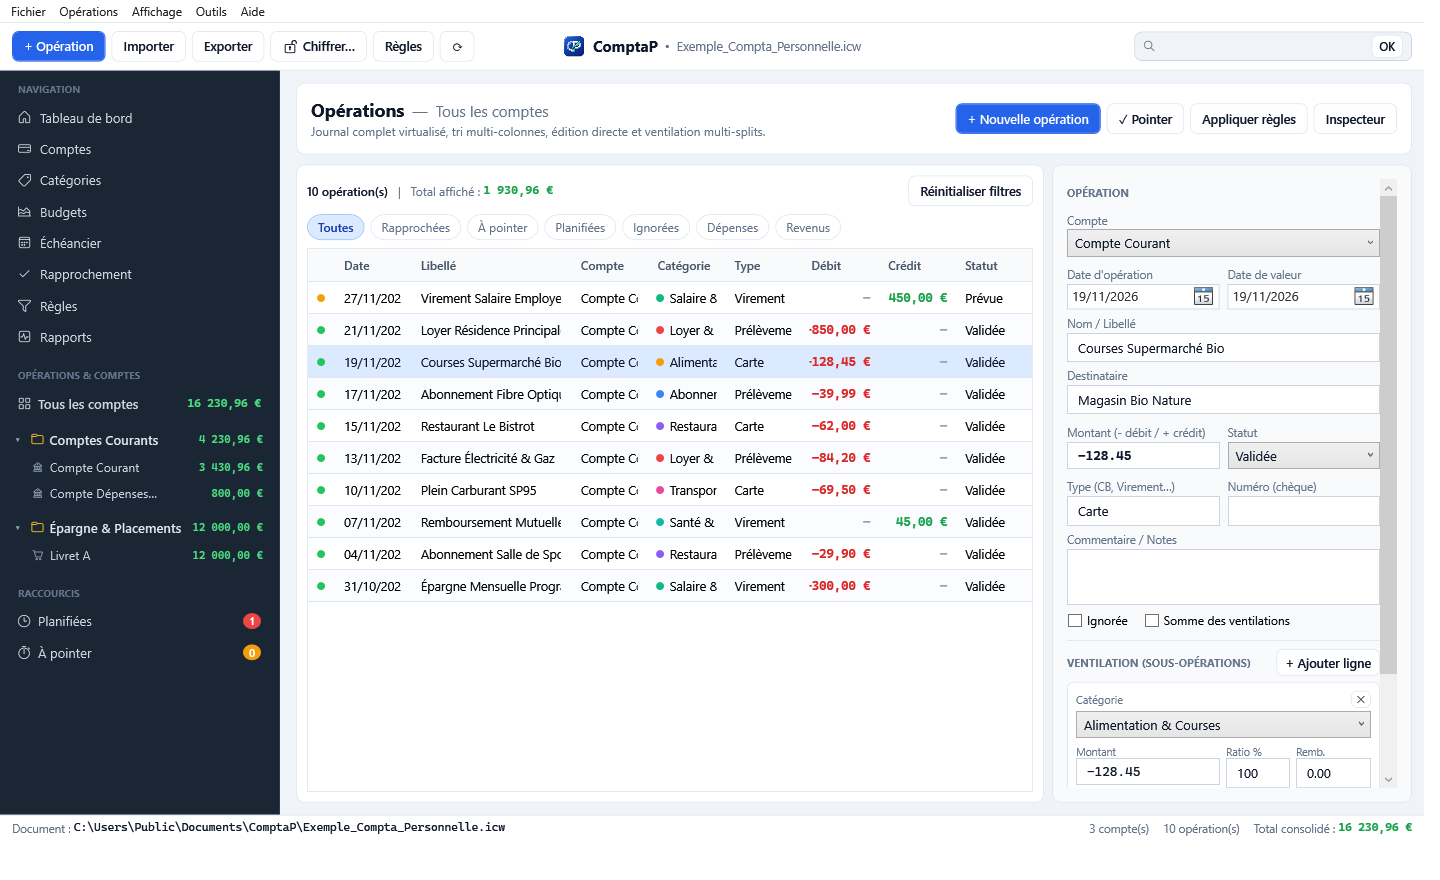 Fichier Opérations Affichage Outils Aide
+ Opération Importer Exporter Chiffrer... Règles ComptaP • Exemple_Compta_Personnelle.icw OK
NAVIGATION
Tableau de bord
Comptes
Catégories
Budgets
Échéancier
Rapprochement
Règles
Rapports
OPÉRATIONS & COMPTES
Tous les comptes 16 230,96 €
Comptes Courants 4 230,96 €
Compte Courant 3 430,96 €
Compte Dépenses... 800,00 €
Épargne & Placements 12 000,00 €
Livret A 12 000,00 €
RACCOURCIS
Planifiées 1
À pointer 0
Opérations — Tous les comptes
Journal complet virtualisé, tri multi-colonnes, édition directe et ventilation multi-splits.
+ Nouvelle opération ✓ Pointer Appliquer règles Inspecteur
10 opération(s) | Total affiché : 1 930,96 € Réinitialiser filtres
Toutes Rapprochées À pointer Planifiées Ignorées Dépenses Revenus
Date Libellé Compte Catégorie Type Débit Crédit Statut
27/11/202 Virement Salaire Employe Compte Co Salaire & Virement — 450,00 € Prévue
21/11/202 Loyer Résidence Principal Compte Co Loyer & Prélèveme -850,00 € — Validée
19/11/202 Courses Supermarché Bio Compte Co Alimenta Carte -128,45 € — Validée
17/11/202 Abonnement Fibre Optiqu Compte Co Abonner Prélèveme −39,99 € — Validée
15/11/202 Restaurant Le Bistrot Compte Co Restaura Carte −62,00 € — Validée
13/11/202 Facture Électricité & Gaz Compte Co Loyer & Prélèveme −84,20 € — Validée
10/11/202 Plein Carburant SP95 Compte Co Transpor Carte −69,50 € — Validée
07/11/202 Remboursement Mutuelle Compte Co Santé & Virement — 45,00 € Validée
04/11/202 Abonnement Salle de Spo Compte Co Restaura Prélèveme −29,90 € — Validée
31/10/202 Épargne Mensuelle Progr Compte Co Salaire & Virement -300,00 € — Validée
OPÉRATION
Compte
Compte Courant
Date d'opération Date de valeur
19/11/2026 15 19/11/2026 15
Nom / Libellé
Courses Supermarché Bio
Destinataire
Magasin Bio Nature
Montant (- débit / + crédit) Statut
−128.45 Validée
Type (CB, Virement...) Numéro (chèque)
Carte
Commentaire / Notes
Ignorée Somme des ventilations
VENTILATION (SOUS-OPÉRATIONS) + Ajouter ligne
Catégorie
Alimentation & Courses
Montant Ratio % Remb.
−128.45 100 0.00
Document : C:\Users\Public\Documents\ComptaP\Exemple_Compta_Personnelle.icw 3 compte(s) 10 opération(s) Total consolidé : 16 230,96 €